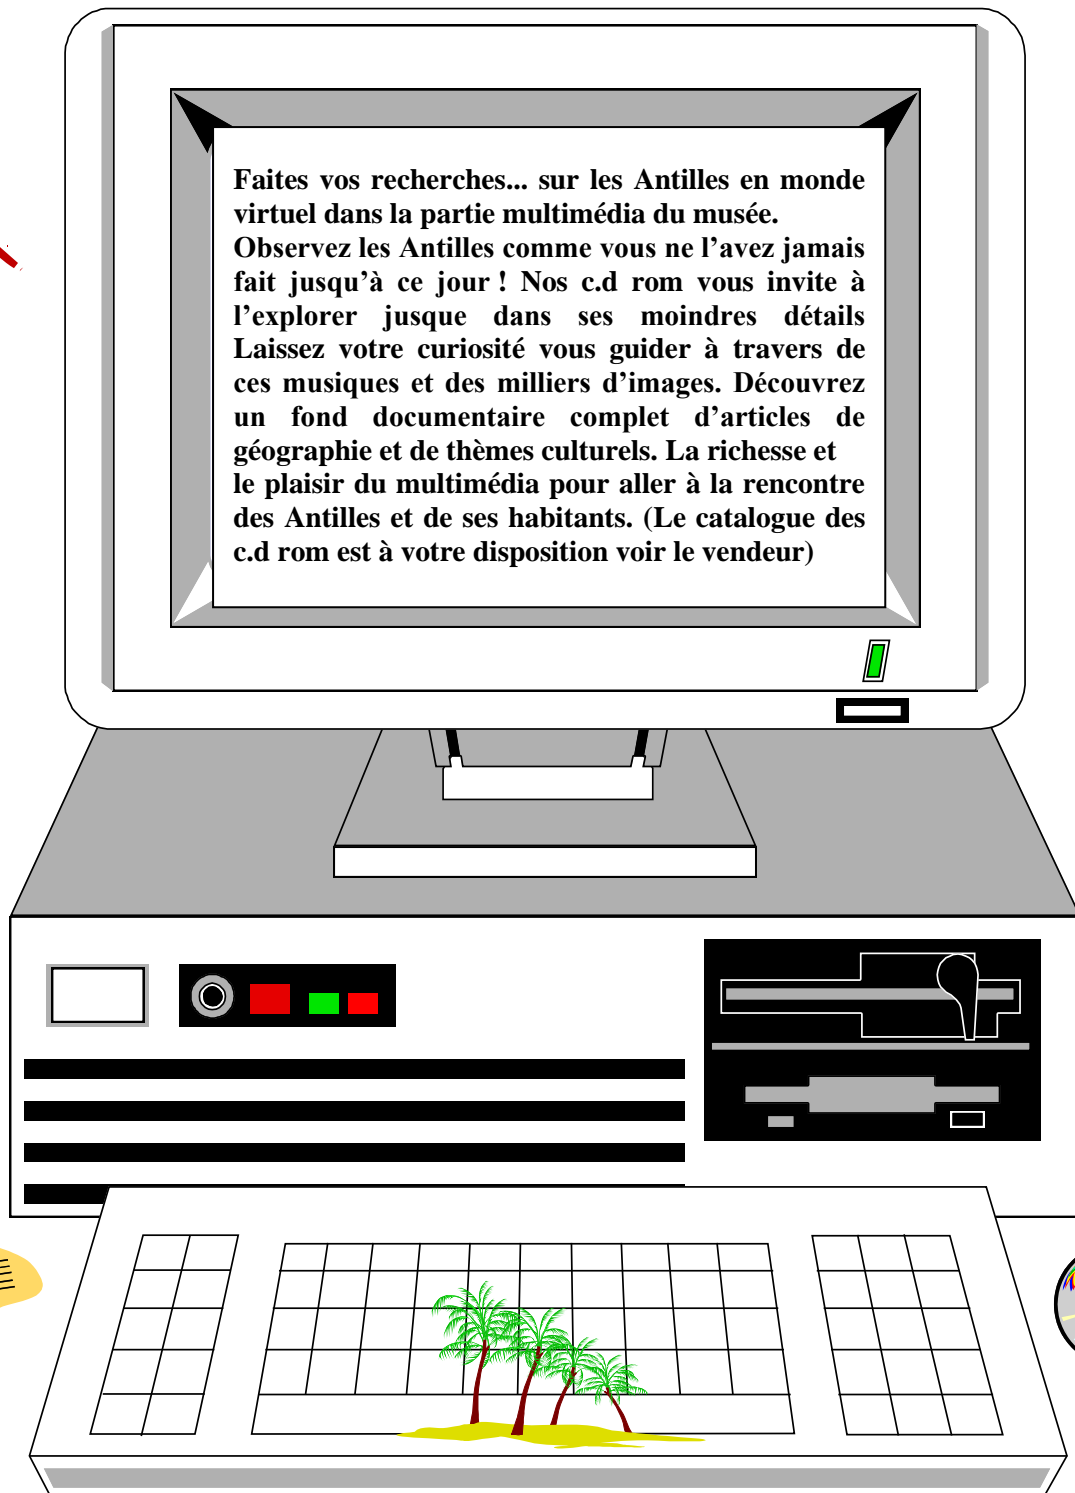 Faites vos recherches... sur les Antilles en monde
virtuel dans la partie multimédia du musée.
Observez les Antilles comme vous ne l’avez jamais
fait jusqu’à ce jour ! Nos c.d rom vous invite à
l’explorer jusque dans ses moindres détails
Laissez votre curiosité vous guider à travers de
ces musiques et des milliers d’images. Découvrez
un fond documentaire complet d’articles de
géographie et de thèmes culturels. La richesse et
le plaisir du multimédia pour aller à la rencontre
des Antilles et de ses habitants. (Le catalogue des
c.d rom est à votre disposition voir le vendeur)